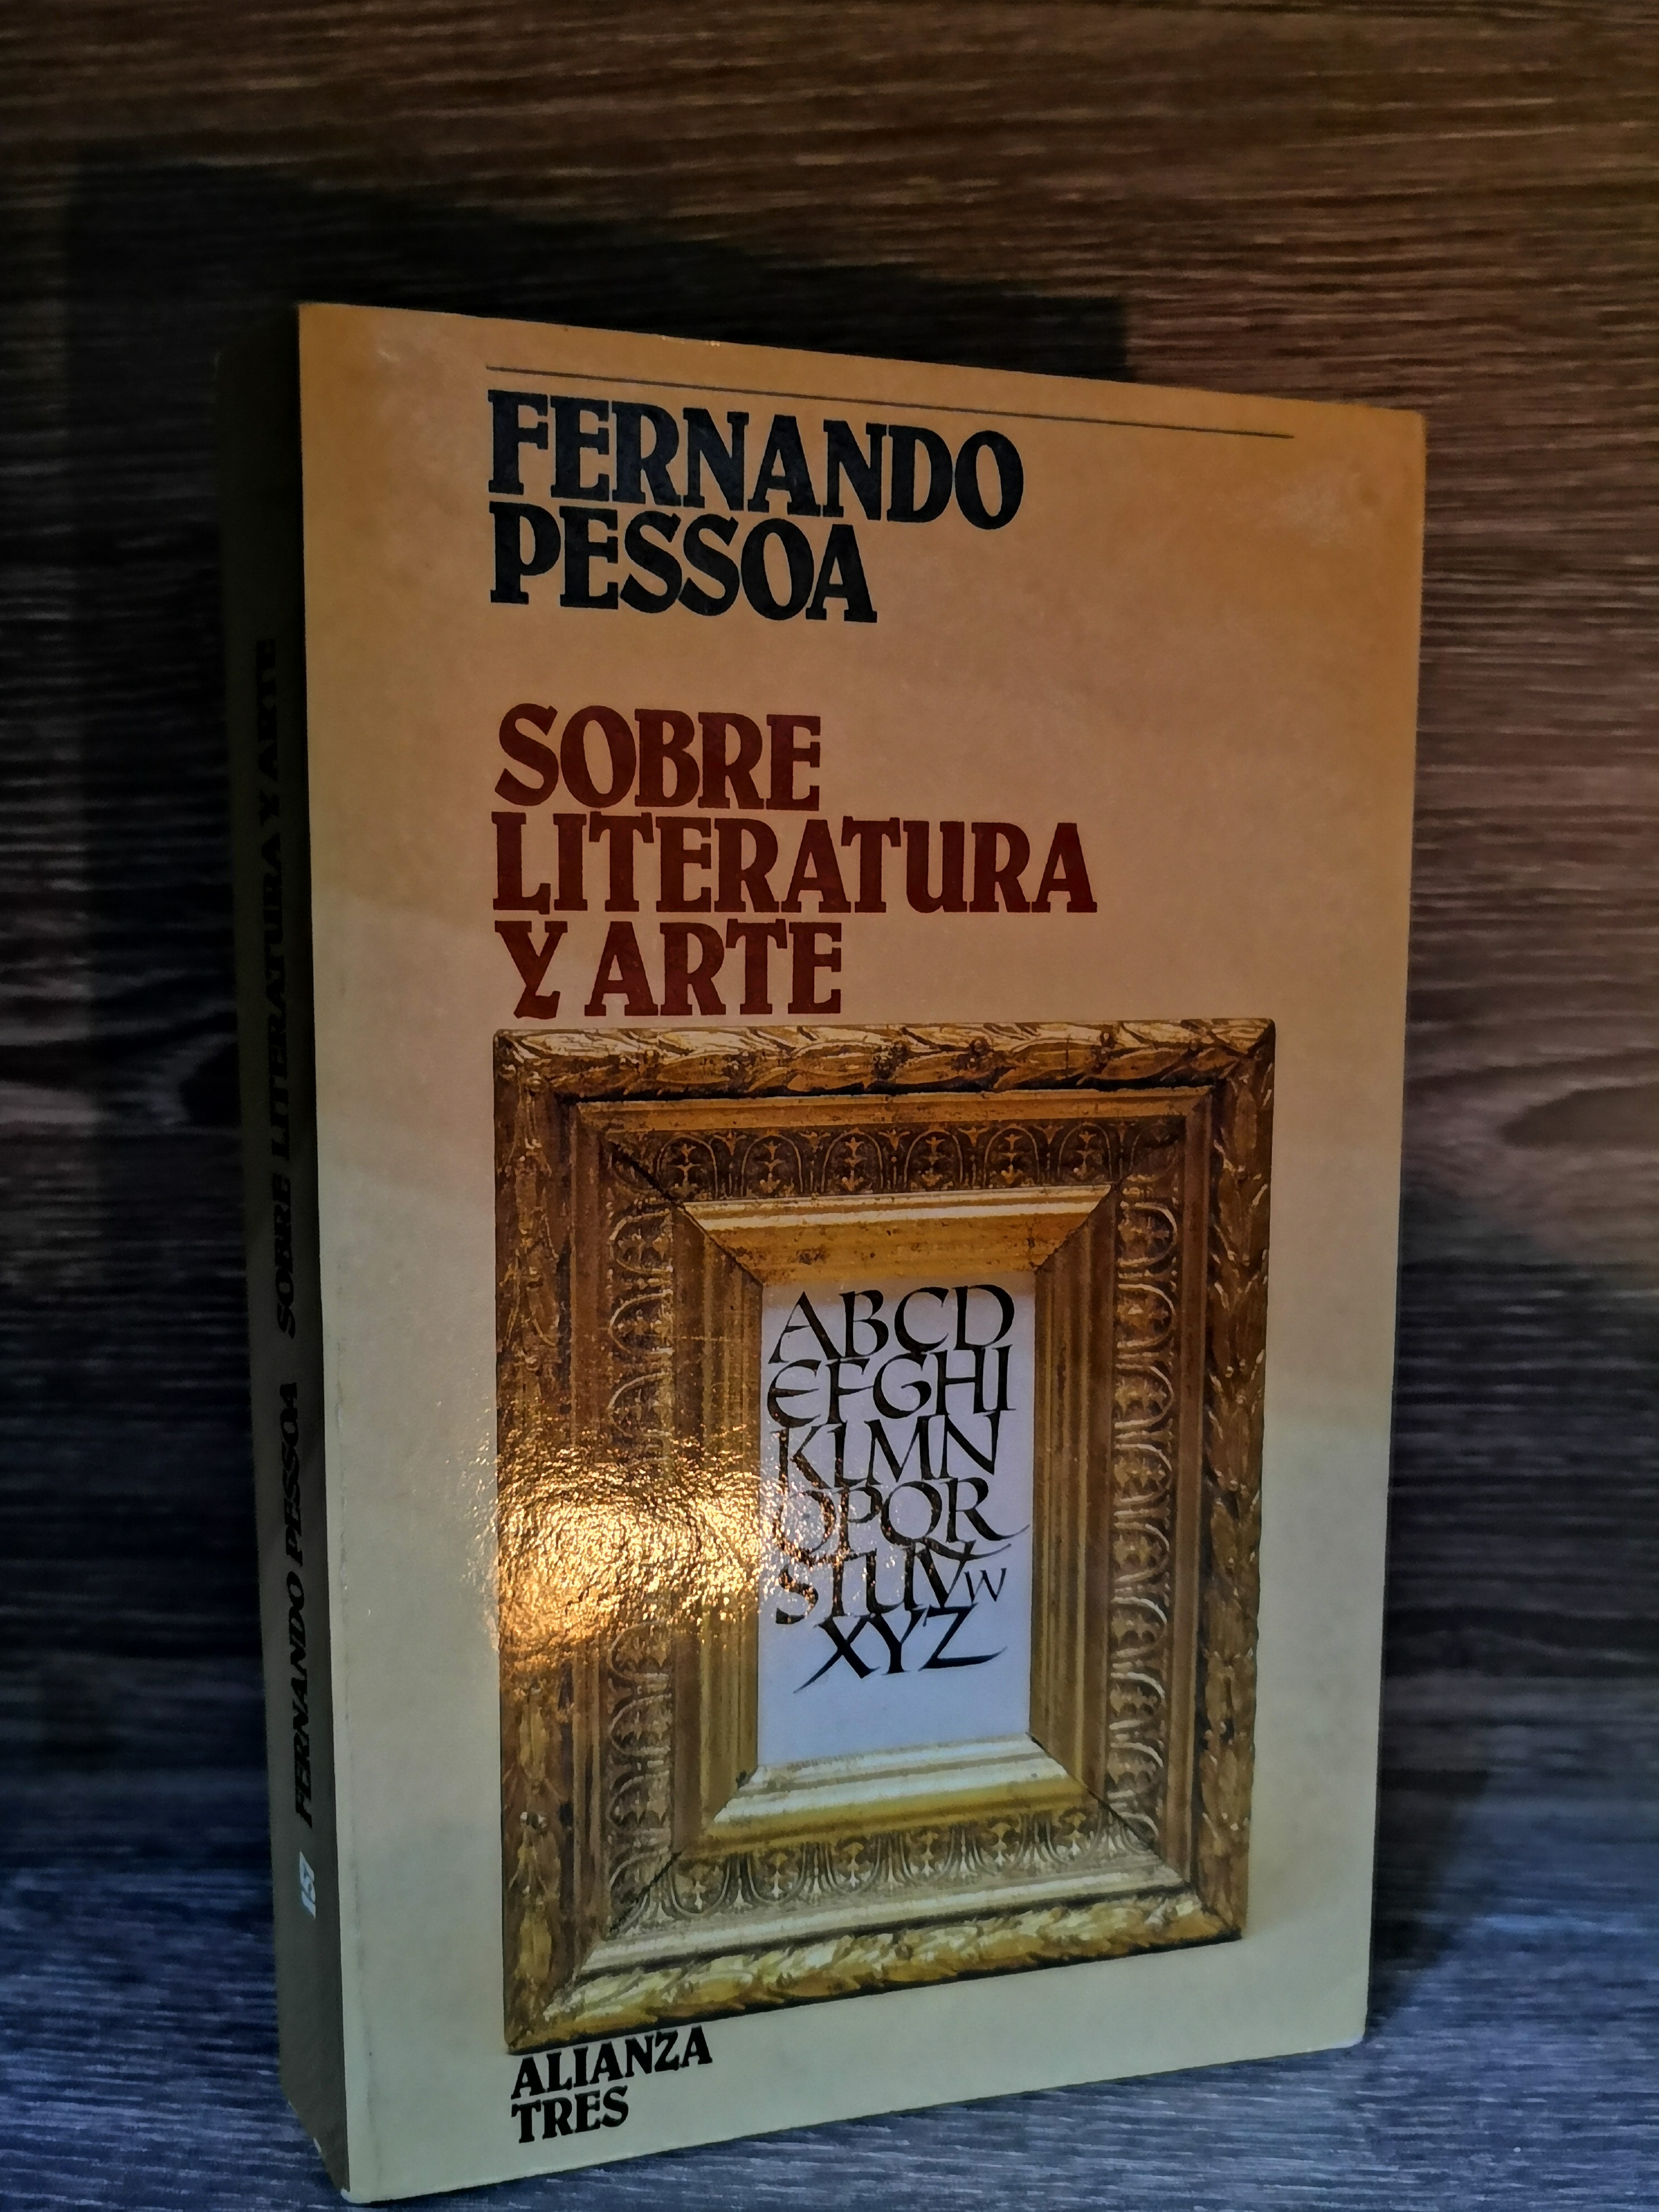 FERNANDO
PESSOA
SOBRE
LITERATURA
Y ARTE
ABCD
EFGHI
KLMN
OPQR
STUVW
XYZ
ALIANZA
TRES
FERNANDO PESSOA SOBRE LITERATURA Y ARTE